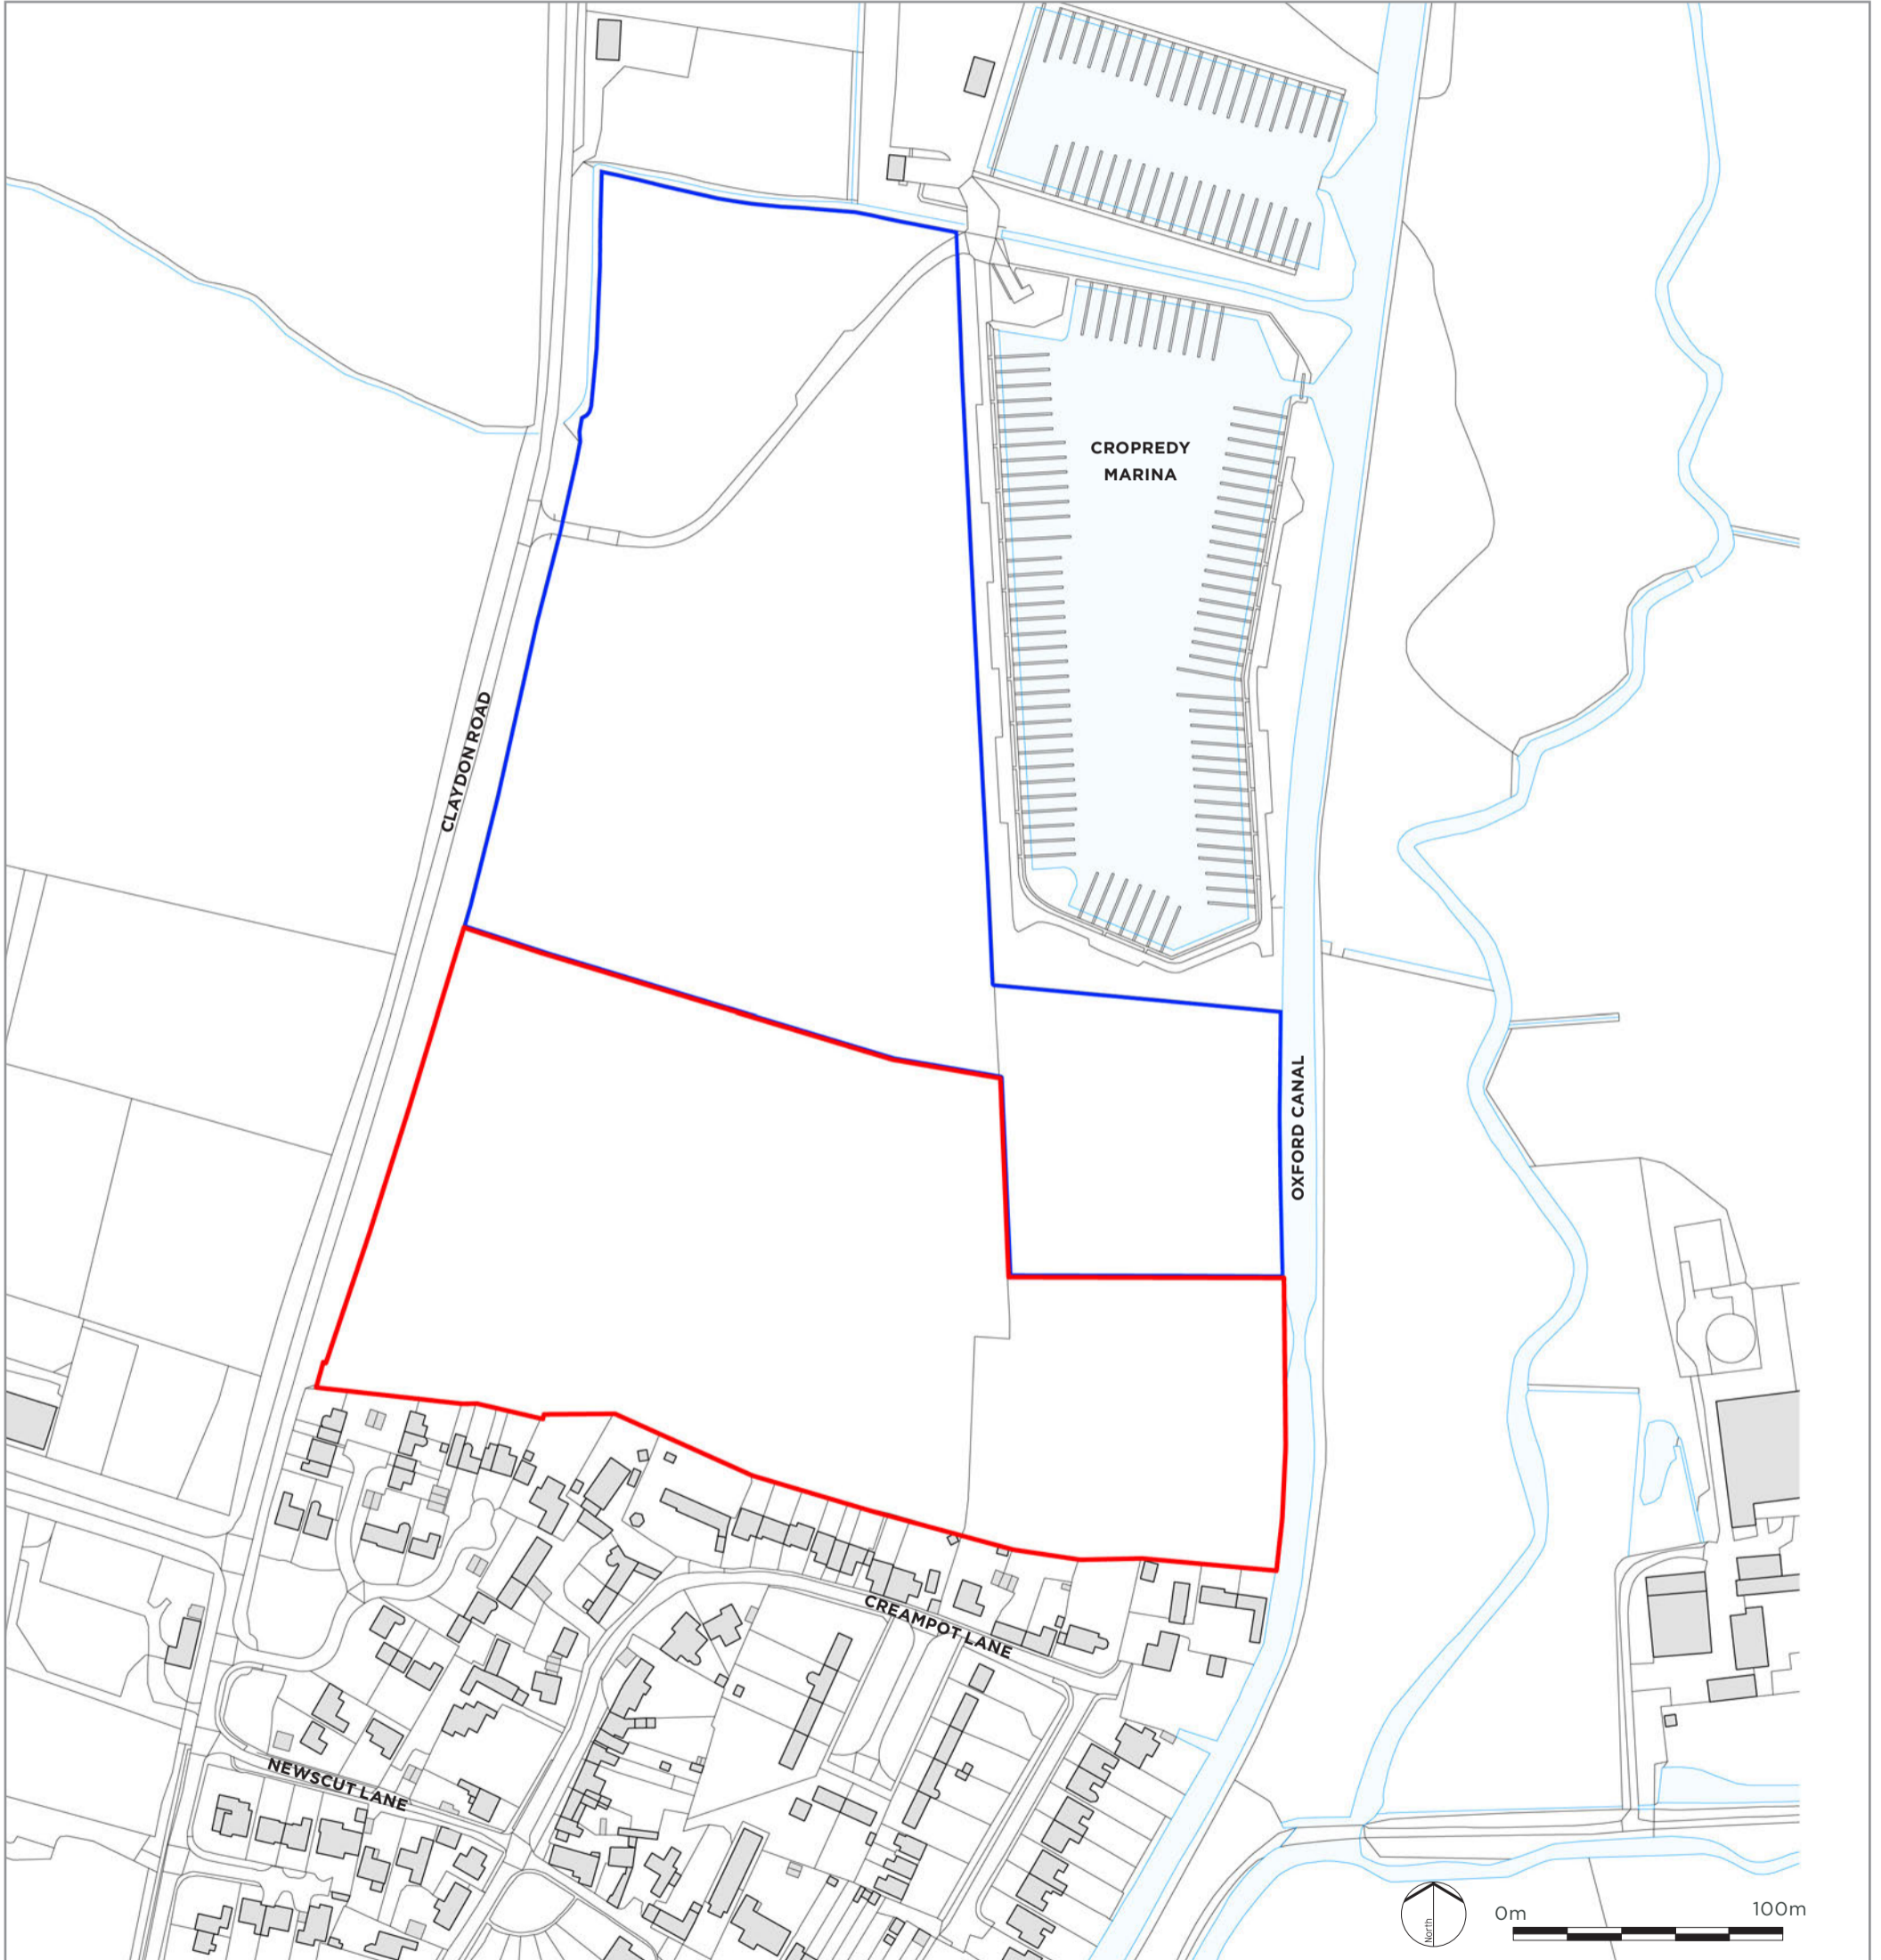 CROPREDY
MARINA
CLAYDON ROAD
OXFORD CANAL
CREAMPOT LANE
NEWSCUT LANE
North
0m 100m